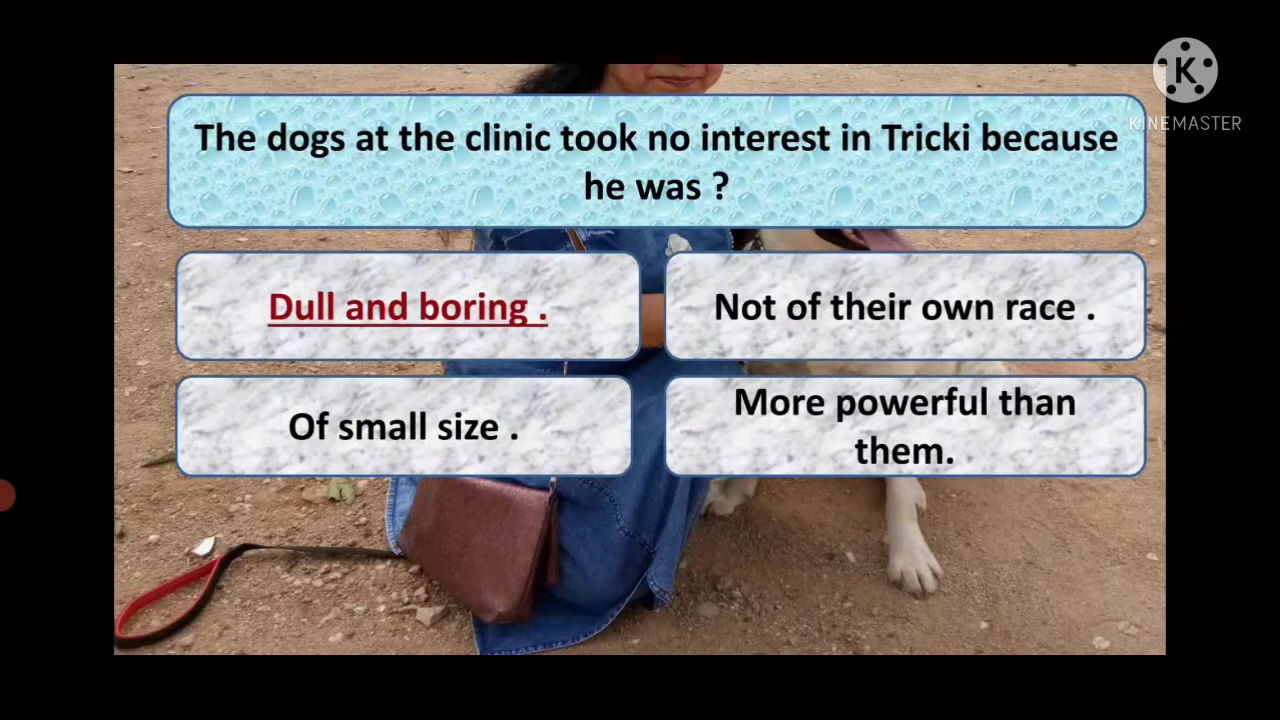 The dogs at the clinic took no interest in Tricki because
he was ?
Dull and boring .
Not of their own race .
Of small size .
More powerful than
them.
K
KINEMASTER